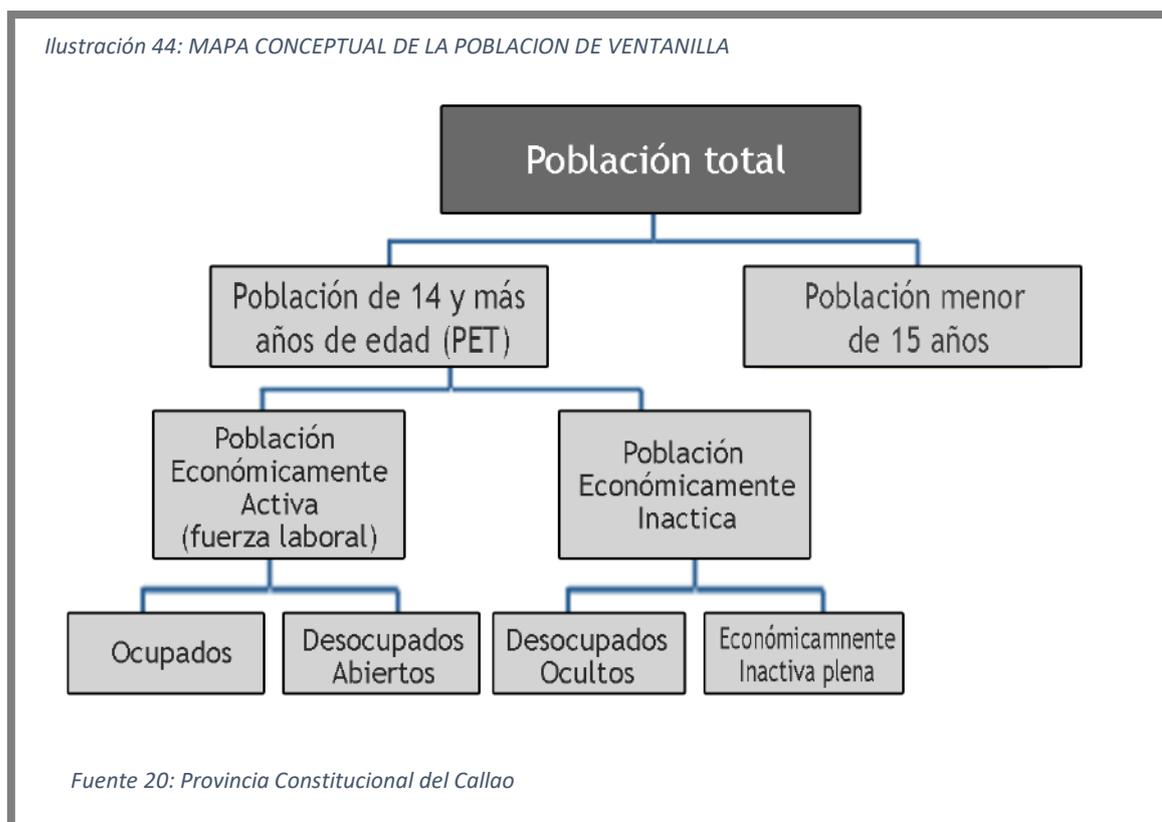 Ilustración 44: MAPA CONCEPTUAL DE LA POBLACION DE VENTANILLA
Población total
Población de 14 y más
años de edad (PET)
Población menor
de 15 años
Población
Económicamente
Activa
(fuerza laboral)
Población
Económicamente
Inactica
Ocupados
Desocupados
Abiertos
Desocupados
Ocultos
Económicamnente
Inactiva plena
Fuente 20: Provincia Constitucional del Callao